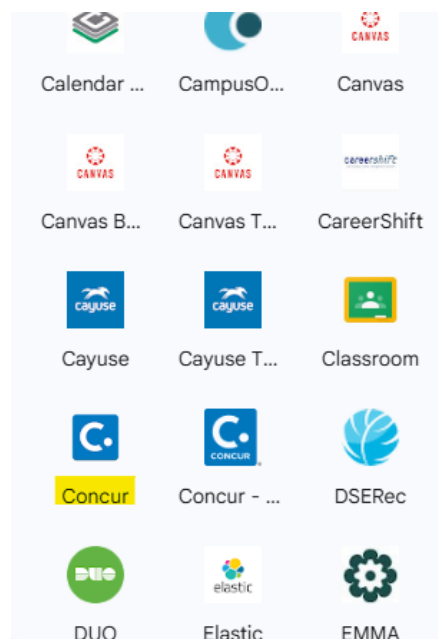 CANVAS
Calendar ...
CampusO...
Canvas
CANVAS
CANVAS
careershift
Canvas B...
Canvas T...
CareerShift
cayuse
cayuse
Cayuse
Cayuse T...
Classroom
C.
C.
CONCUR
Concur
Concur - ...
DSERec
DUO
elastic
DUO
Elastic
EMMA